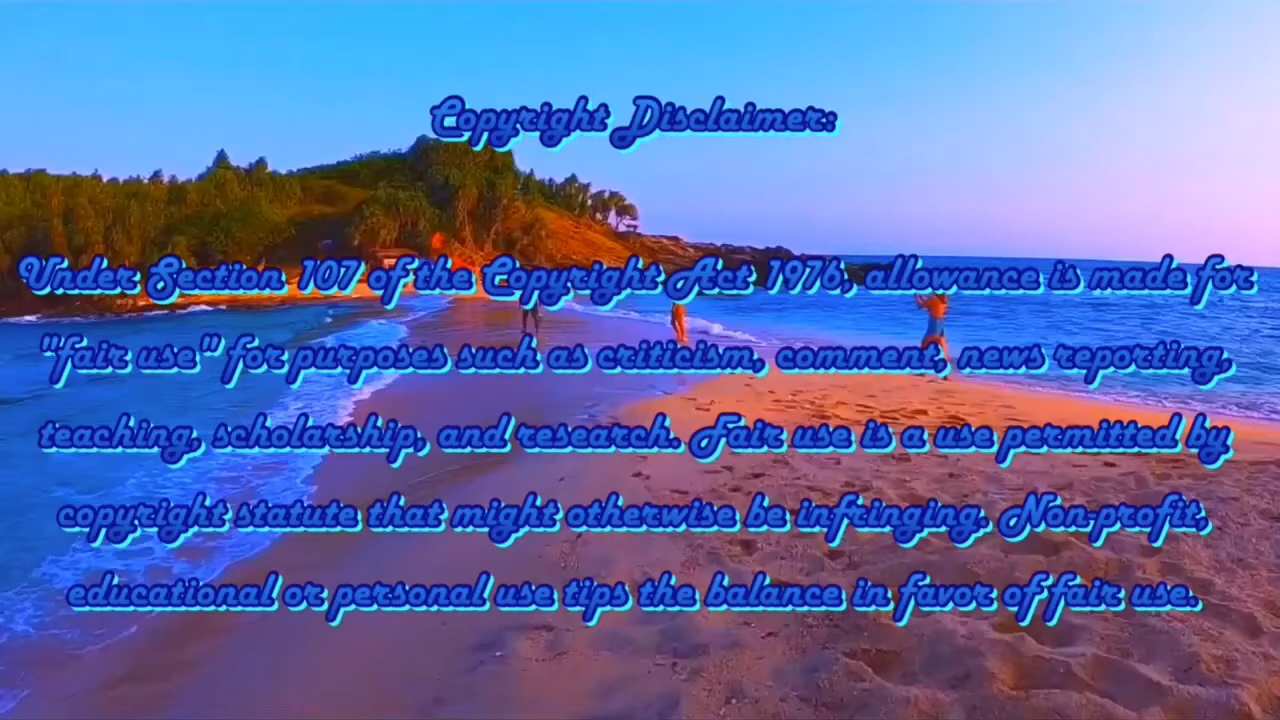 Copyright Disclaimer:
Under Section 107 of the Copyright Act 1976, allowance is made for
"fair use" for purposes such as criticism, comment, news reporting,
teaching, scholarship, and research. Fair use is a use permitted by
copyright statute that might otherwise be infringing. Non-profit,
educational or personal use tips the balance in favor of fair use.